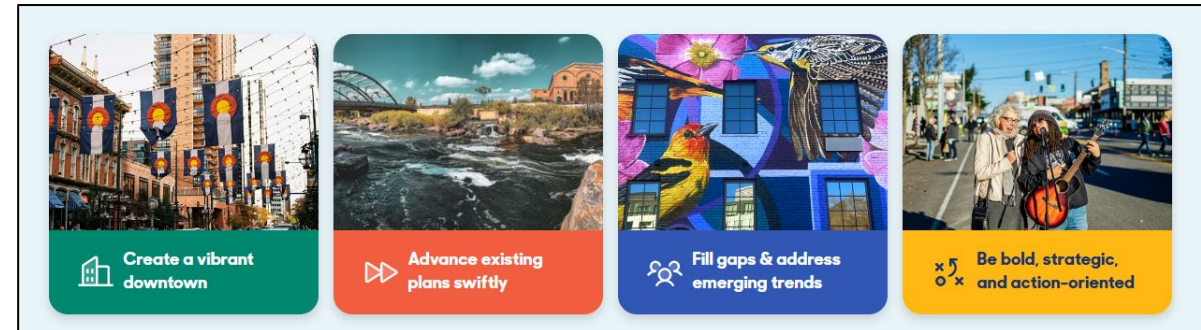 Create a vibrant
downtown
Advance existing
plans swiftly
Fill gaps & address
emerging trends
Be bold, strategic,
and action-oriented